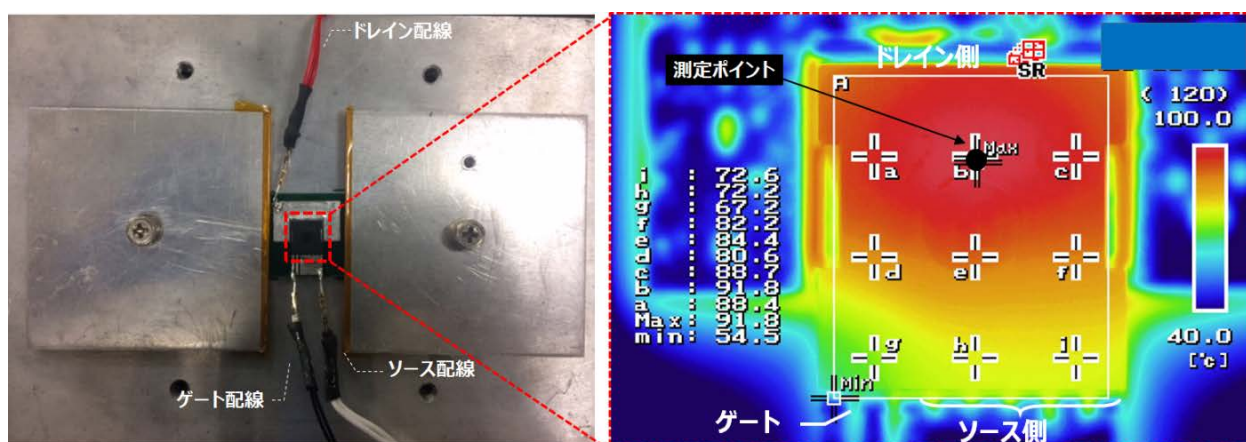 ドレイン配線
ゲート配線
ソース配線
ドレイン側
SR
測定ポイント
A
( 120)
100.0
Max
a
b
c
i : 72.6
h : 72.2
g : 67.2
f : 82.2
e : 84.4
d : 80.6
c : 88.7
b : 91.8
a : 88.4
Max: 91.8
min: 54.5
d
e
f
g
h
i
40.0
[℃]
Min
ゲート
ソース側